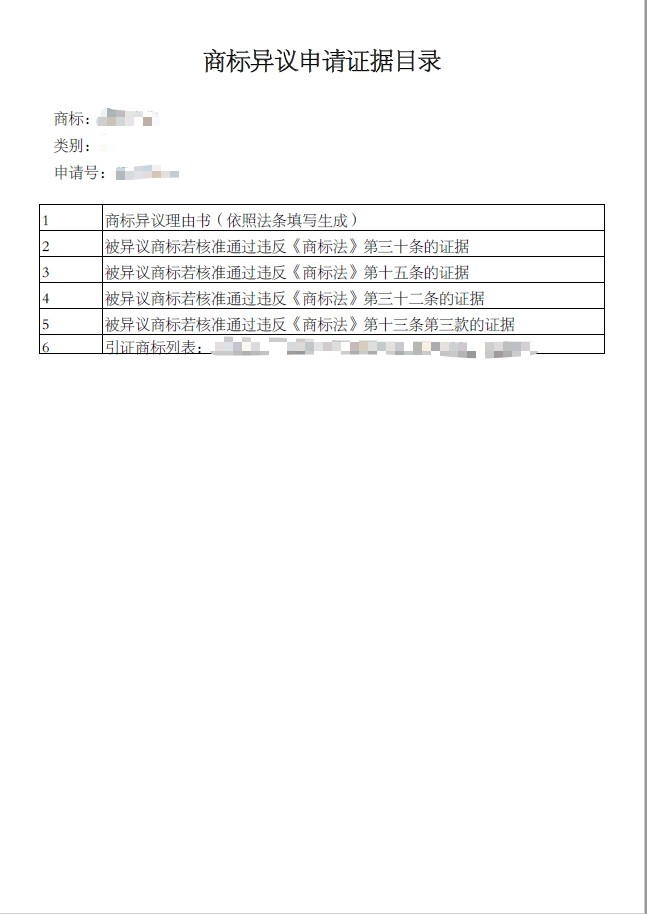 商标异议申请证据目录
商标：
类别：
申请号：
1 商标异议理由书（依照法条填写生成）
2 被异议商标若核准通过违反《商标法》第三十条的证据
3 被异议商标若核准通过违反《商标法》第十五条的证据
4 被异议商标若核准通过违反《商标法》第三十二条的证据
5 被异议商标若核准通过违反《商标法》第十三条第三款的证据
6 引证商标列表：